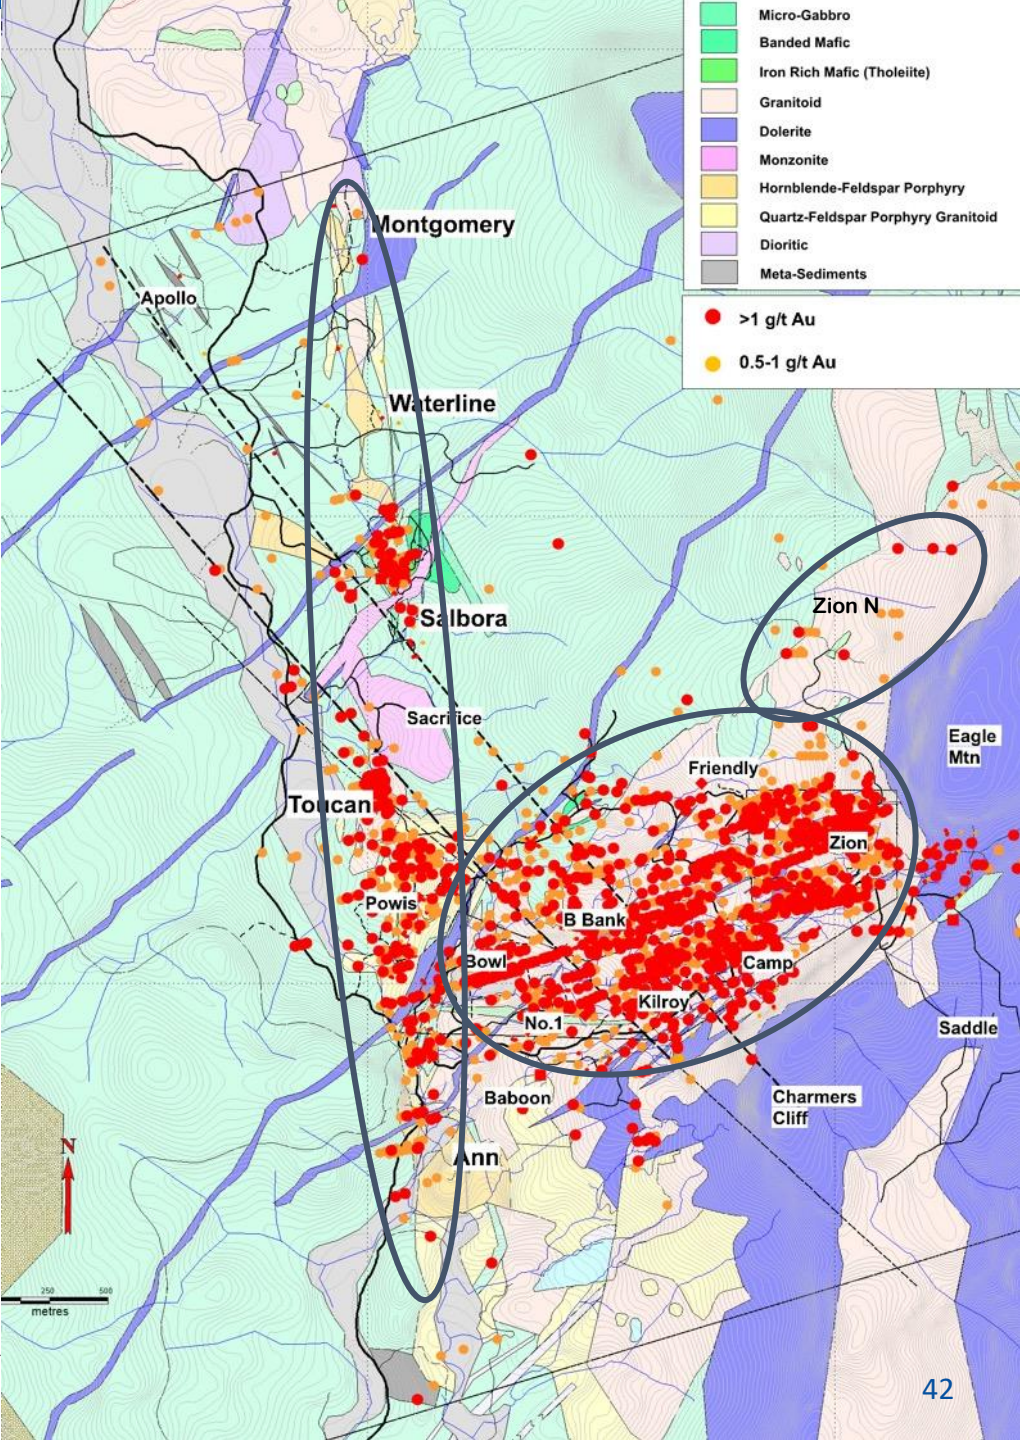 Micro-Gabbro
Banded Mafic
Iron Rich Mafic (Tholeiite)
Granitoid
Dolerite
Monzonite
Hornblende-Feldspar Porphyry
Quartz-Feldspar Porphyry Granitoid
Dioritic
Meta-Sediments
>1 g/t Au
0.5-1 g/t Au
Montgomery
Apollo
Waterline
Zion N
Salbora
Sacrifice
Eagle
Mtn
Friendly
Toucan
Zion
Powis
B Bank
Bowl
Camp
Kilroy
No.1
Saddle
Baboon
Charmers
Cliff
N
Ann
250
500
metres
42